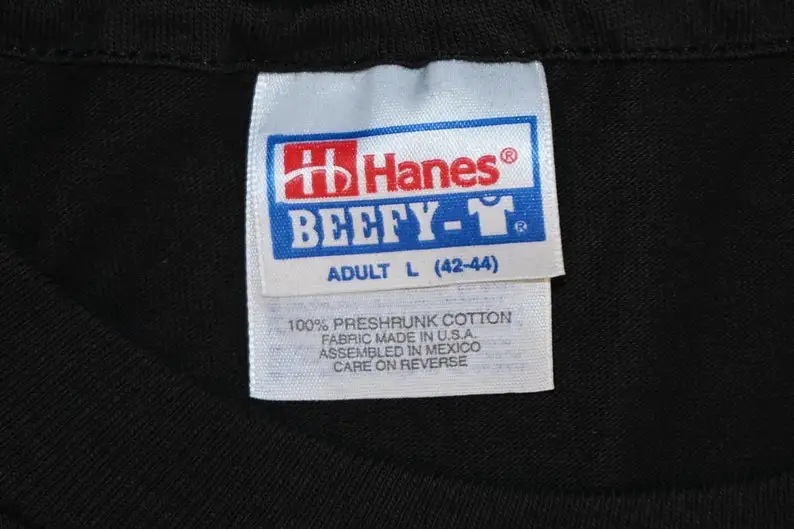 Hanes®
BEEFY-T®
ADULT L (42-44)
100% PRESHRUNK COTTON
FABRIC MADE IN U.S.A.
ASSEMBLED IN MEXICO
CARE ON REVERSE